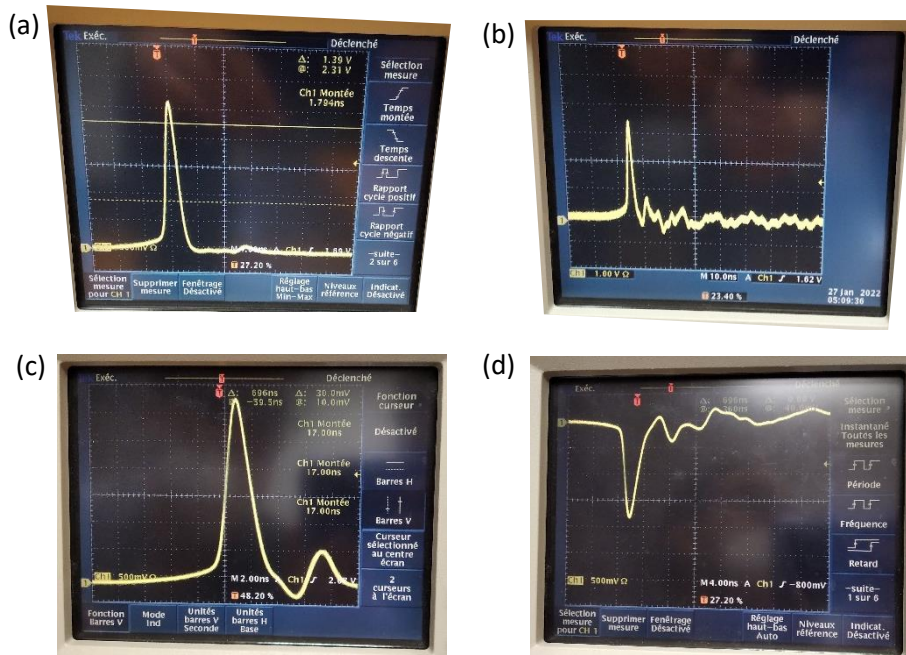 (a)
Tek Exéc.
Déclenché
Δ: 1.39 V
@: 2.31 V
Ch1 Montée
1.794ns
Sélection
mesure
Temps
montée
Temps
descente
Rapport
cycle positif
Rapport
cycle négatif
-suite-
2 sur 6
A Ch1
27.20 %
Sélection
mesure
pour CH 1
Supprimer
mesure
Fenêtrage
Désactivé
Réglage
haut-bas
Min-Max
Niveaux
référence
Indicat.
Désactivé
(b)
Tek Exéc.
Déclenché
Ch1 1.00 V Ω
M 10.0ns A Ch1 1.62 V
23.40 %
27 Jan 2022
05:09:36
(c)
Exéc.
Déclenché
Δ: 696ns Δ: 30.0mV
-39.5ns @: 10.0mV
Ch1 Montée
17.00ns
Ch1 Montée
17.00ns
Ch1 Montée
17.00ns
Fonction
curseur
Désactivé
Barres H
Barres V
Curseur
sélectionné
au centre
écran
2
curseurs
à l'écran
Ch1 500mV Ω
M 2.00ns A Ch1
48.20 %
Fonction
Barres V
Mode
Ind
Unités
barres V
Seconde
Unités
barres H
Base
(d)
Exéc.
Déclenché
Sélection
mesure
Instantané
Toutes les
mesures
Période
Fréquence
Retard
-suite-
1 sur 6
Ch1 500mV Ω
M 4.00ns A Ch1 -800mV
27.20 %
Sélection
mesure
pour CH 1
Supprimer
mesure
Fenêtrage
Désactivé
Réglage
haut-bas
Auto
Niveaux
référence
Indicat.
Désactivé